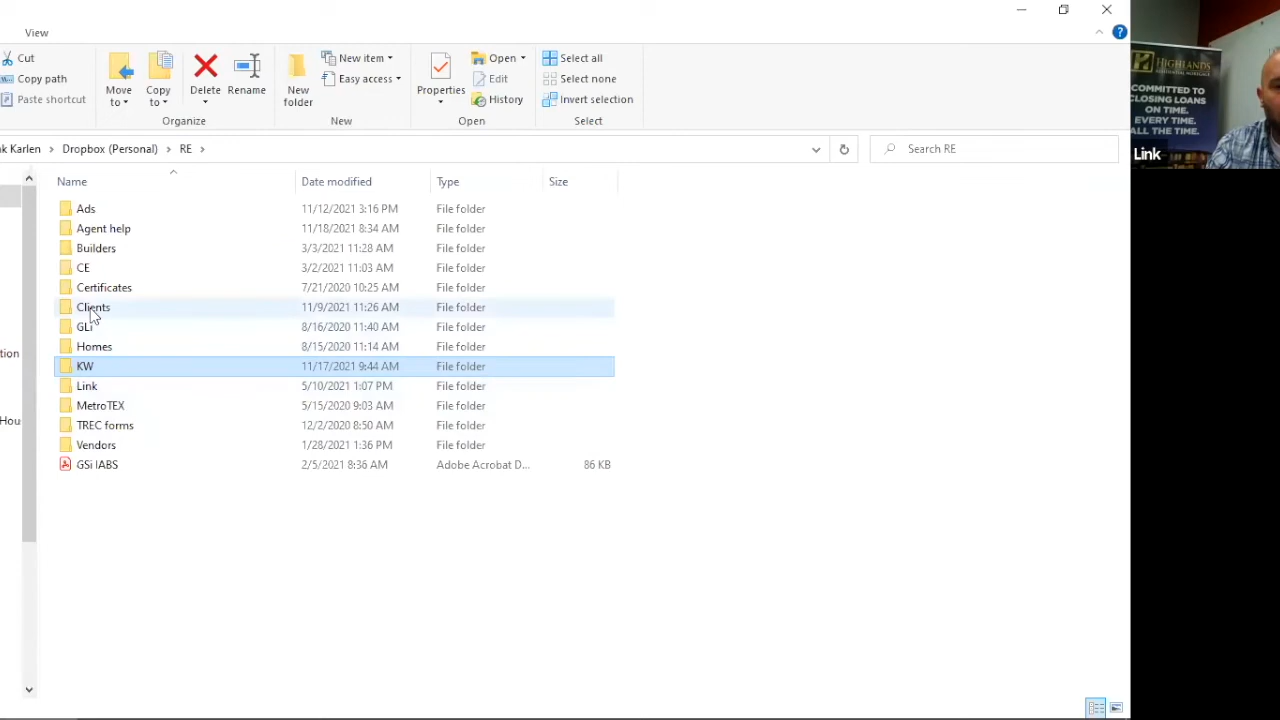 View
Cut
Copy path
Paste shortcut
Move to
Copy to
Delete
Rename
Organize
New folder
New item
Easy access
New
Properties
Open
Edit
History
Open
Select all
Select none
Invert selection
Select
k Karlen > Dropbox (Personal) > RE >
Search RE
Name Date modified Type Size
Ads 11/12/2021 3:16 PM File folder
Agent help 11/18/2021 8:34 AM File folder
Builders 3/3/2021 11:28 AM File folder
CE 3/2/2021 11:03 AM File folder
Certificates 7/21/2020 10:25 AM File folder
Clients 11/9/2021 11:26 AM File folder
GLI 8/16/2020 11:40 AM File folder
Homes 8/15/2020 11:14 AM File folder
KW 11/17/2021 9:44 AM File folder
Link 5/10/2021 1:07 PM File folder
MetroTEX 5/15/2020 9:03 AM File folder
TREC forms 12/2/2020 8:50 AM File folder
Vendors 1/28/2021 1:36 PM File folder
GSi IABS 2/5/2021 8:36 AM Adobe Acrobat D... 86 KB
tion
Hou
HIGHLANDS
RESIDENTIAL MORTGAGE
COMMITTED TO
CLOSING LOANS
ON TIME.
EVERY TIME.
ALL THE TIME.
Link